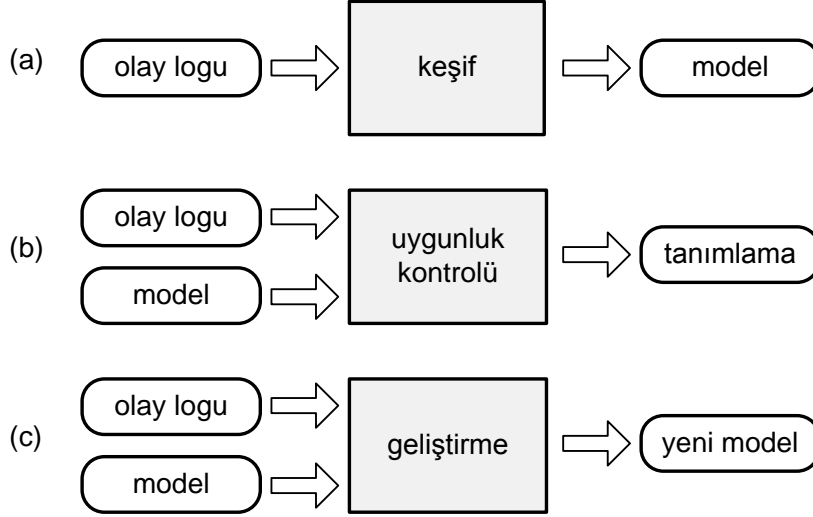 (a)
olay logu
keşif
model
(b)
olay logu
model
uygunluk
kontrolü
tanımlama
(c)
olay logu
model
geliştirme
yeni model